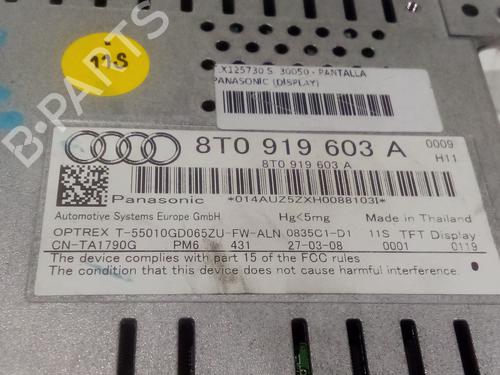 11S
X125730 S 30050 - PANTALLA
PANASONIC (DISPLAY)
8T0 919 603 A
0009
H11
8T0 919 603 A
Panasonic
*014AUZ5ZXH0088103I*
Automotive Systems Europe GmbH Hg<5mg Made in Thailand
OPTREX T-55010GD065ZU-FW-ALN 0835C1-D1 11S TFT Display
CN-TA1790G PM6 431 27-03-08 0001 0119
The device complies with part 15 of the FCC rules
The condition that this device does not cause harmful interference.
B-PARTS